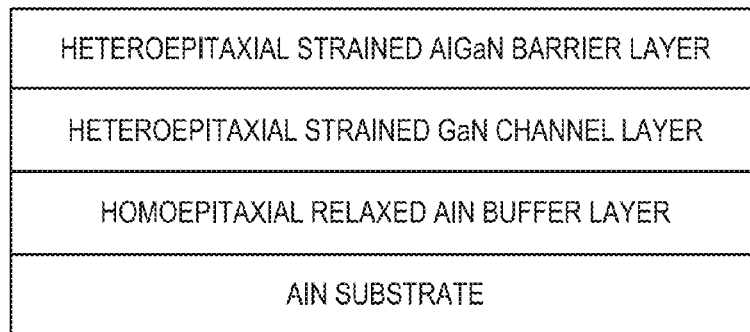 HETEROEPITAXIAL STRAINED AlGaN BARRIER LAYER
HETEROEPITAXIAL STRAINED GaN CHANNEL LAYER
HOMOEPITAXIAL RELAXED AlN BUFFER LAYER
AlN SUBSTRATE